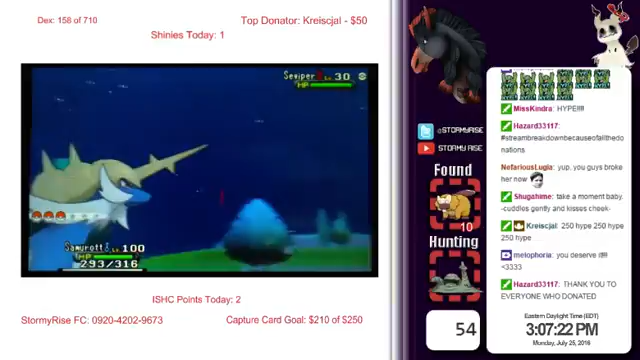 Dex: 158 of 710
Top Donator: Kreiscjal - $50
Shinies Today: 1
Seviper Lv. 30
HP
Samurott Lv. 100
HP
293/316
ISHC Points Today: 2
StormyRise FC: 0920-4202-9673
Capture Card Goal: $210 of $250
@STORMYRISE
STORMY RISE
Found
10
Hunting
54
MissKindra: HYPE!!!!
Hazard33117:
#streambreakdownbecauseofallthedo
nations
NefariousLugia: yup, you guys broke
her now
Shugahime: take a moment baby.
-cuddles gently and kisses cheek-
Kreiscjal: 250 hype 250 hype
250 hype
melophoria: you deserve it!!!
<3333
Hazard33117: THANK YOU TO
EVERYONE WHO DONATED
Eastern Daylight Time (EDT)
3:07:22 PM
Monday, July 25, 2016